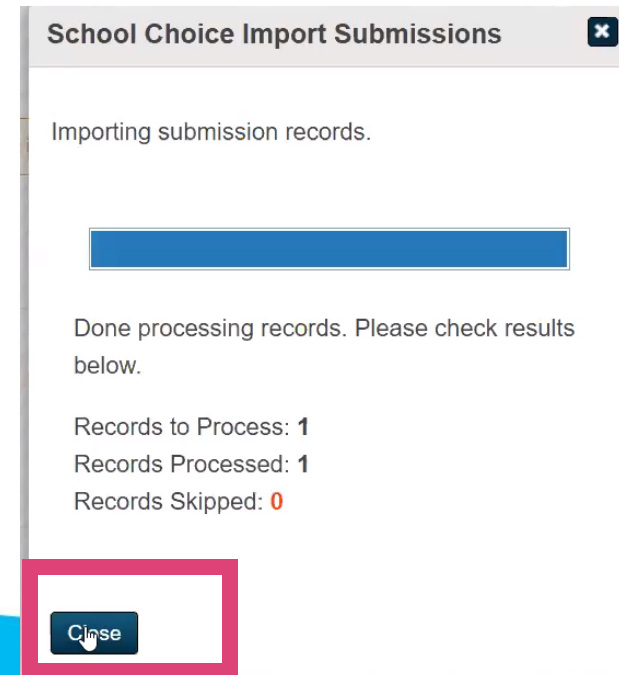 School Choice Import Submissions
Importing submission records.
Done processing records. Please check results
below.
Records to Process: 1
Records Processed: 1
Records Skipped: 0
Close